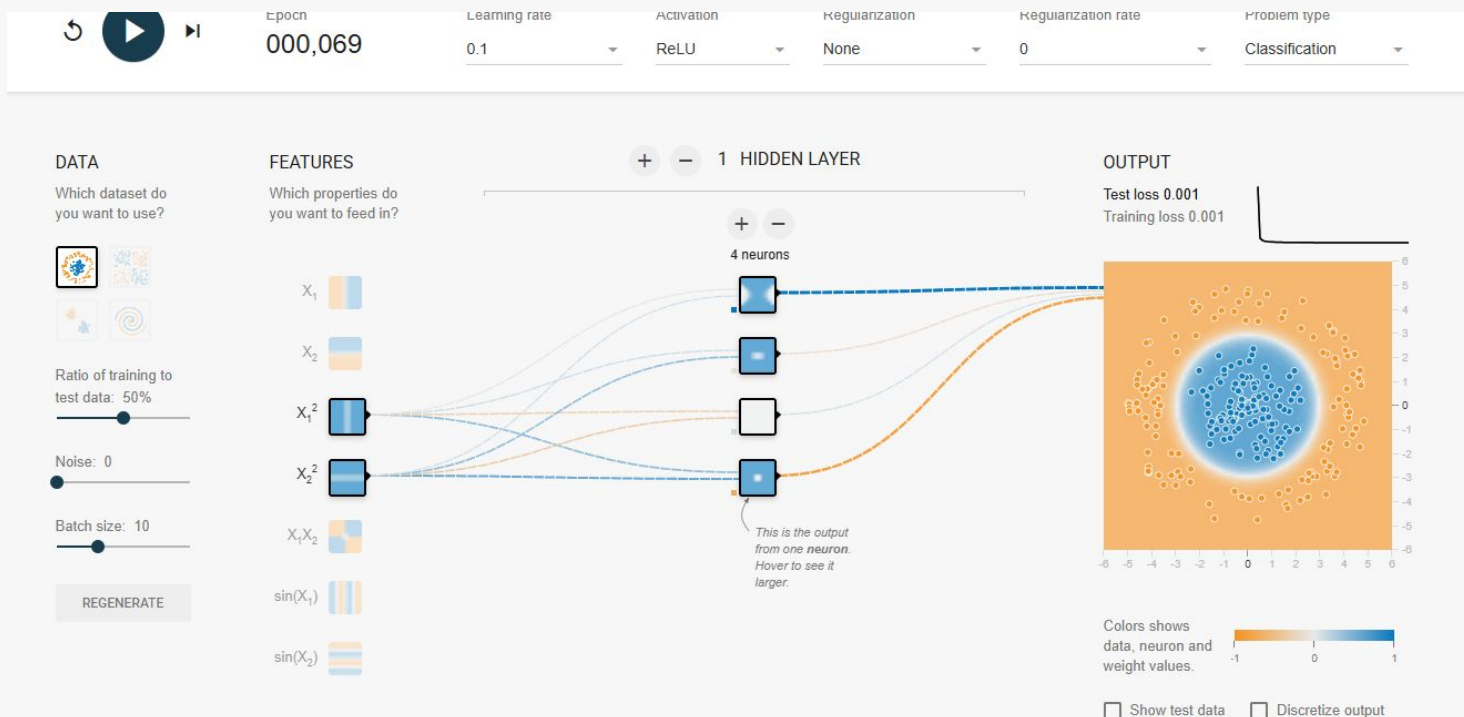 Epoch
000,069
Learning rate
0.1
Activation
ReLU
Regularization
None
Regularization rate
0
Problem type
Classification
DATA
Which dataset do
you want to use?
Ratio of training to
test data: 50%
Noise: 0
Batch size: 10
REGENERATE
FEATURES
Which properties do
you want to feed in?
X₁
X₂
X₁²
X₂²
X₁X₂
sin(X₁)
sin(X₂)
+ − 1 HIDDEN LAYER
+ −
4 neurons
This is the output
from one neuron.
Hover to see it
larger.
OUTPUT
Test loss 0.001
Training loss 0.001
6
5
4
3
2
1
0
-1
-2
-3
-4
-5
-6
-6 -5 -4 -3 -2 -1 0 1 2 3 4 5 6
Colors shows
data, neuron and
weight values.
-1 0 1
Show test data
Discretize output